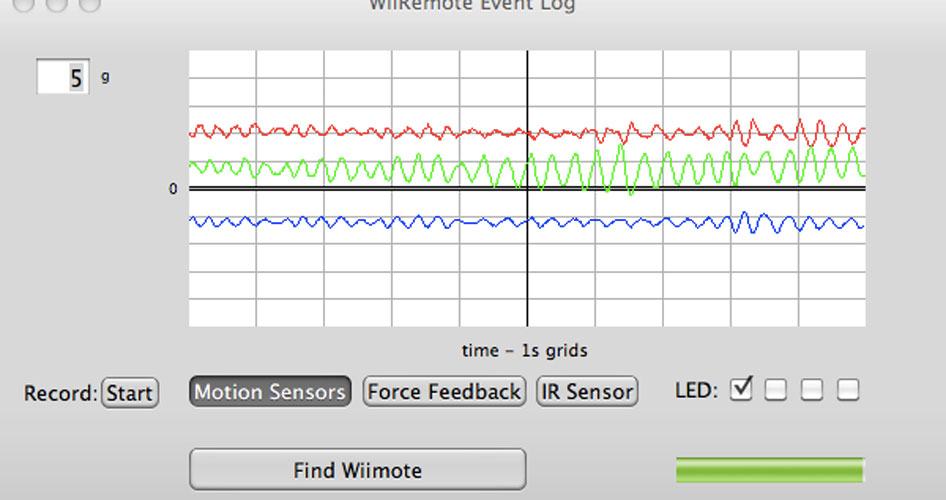 WiiRemote Event Log
5 g
0
time - 1s grids
Record: Start Motion Sensors Force Feedback IR Sensor LED:
Find Wiimote